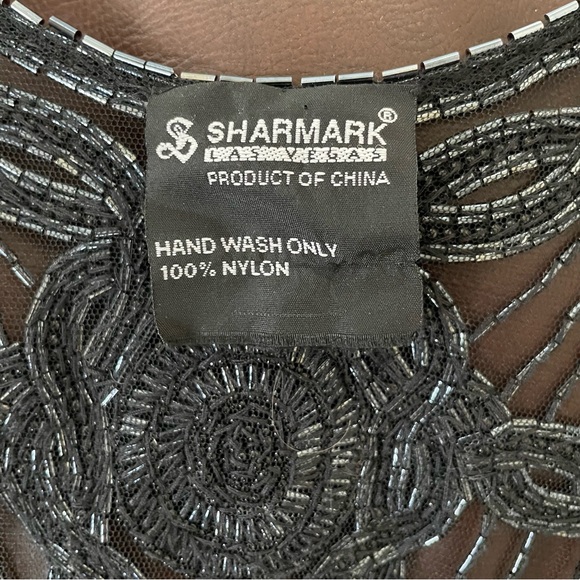 SHARMARK®
LAS VEGAS
PRODUCT OF CHINA
HAND WASH ONLY
100% NYLON